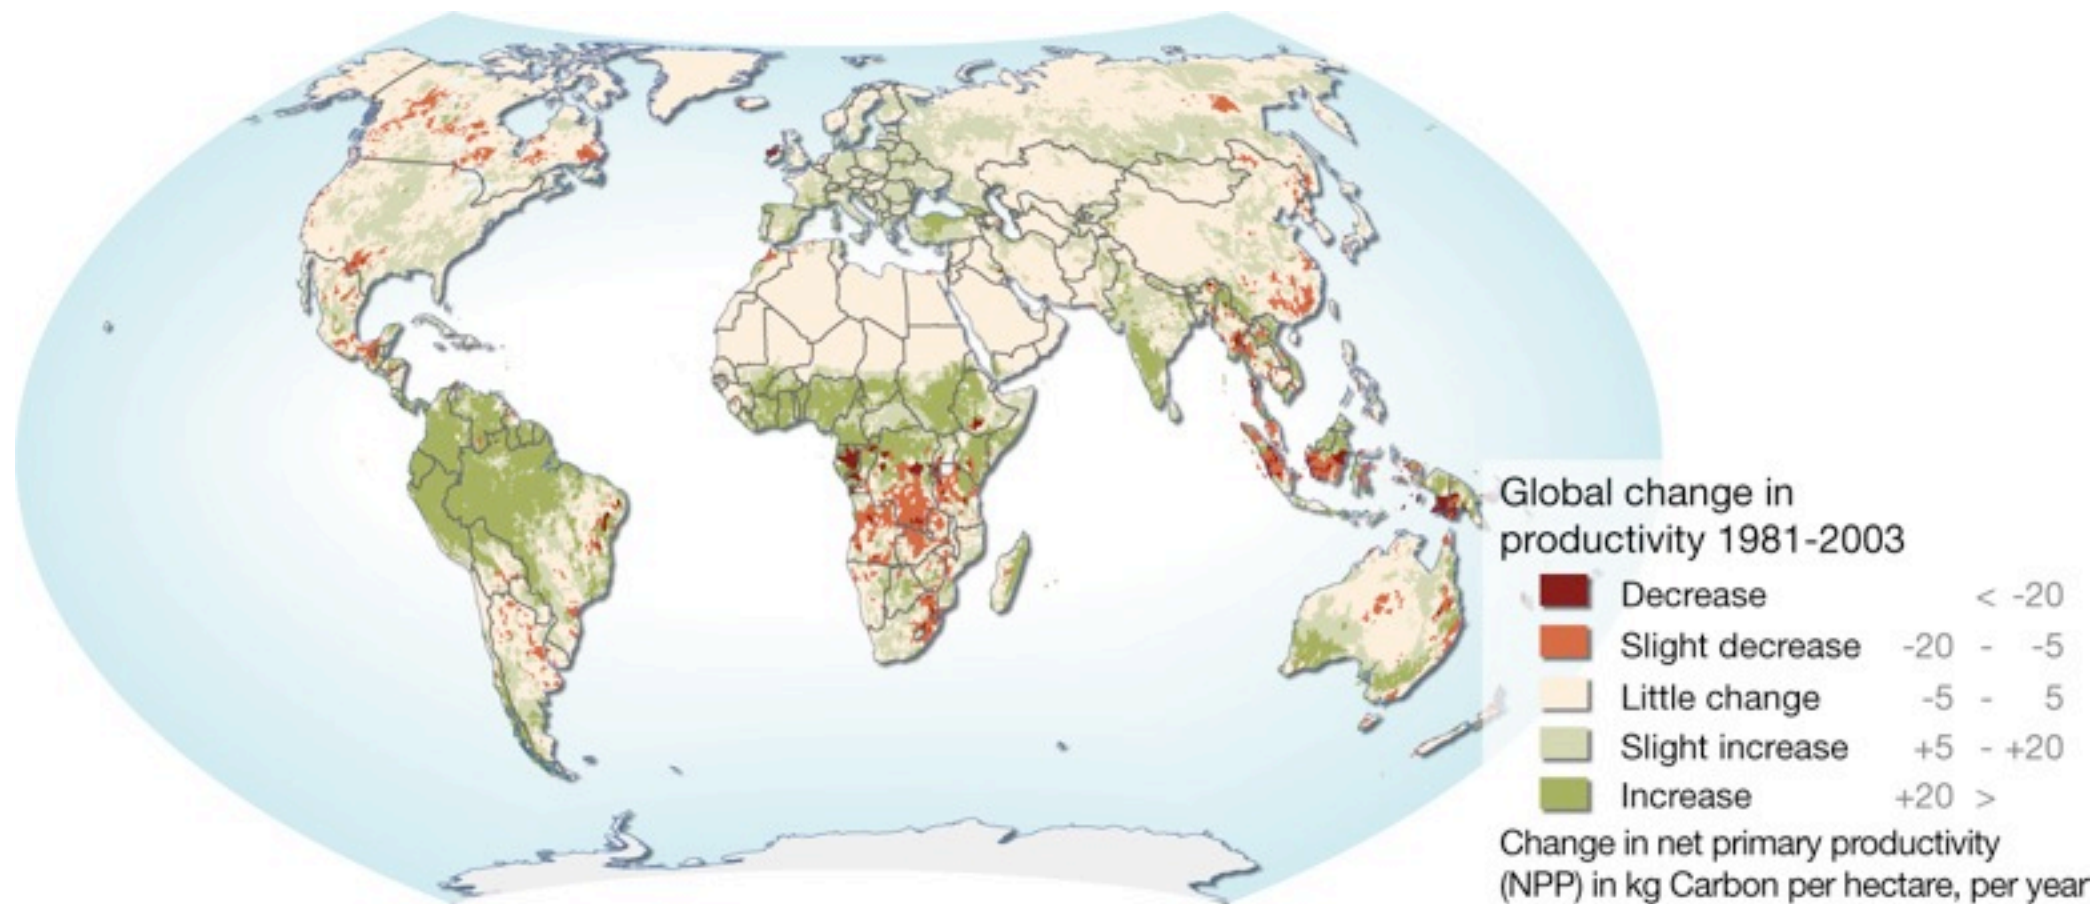 Global change in
productivity 1981-2003
Decrease < -20
Slight decrease -20 - -5
Little change -5 - 5
Slight increase +5 - +20
Increase +20 >
Change in net primary productivity
(NPP) in kg Carbon per hectare, per year